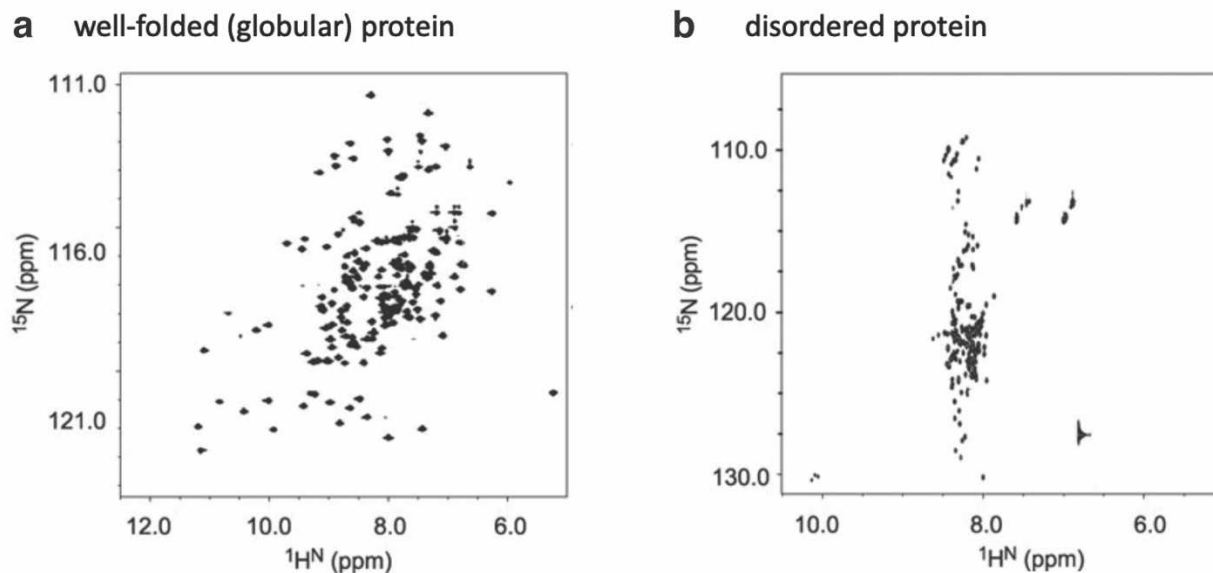 a well-folded (globular) protein
111.0
116.0
121.0
¹⁵N (ppm)
12.0 10.0 8.0 6.0
¹Hᴺ (ppm)
b disordered protein
110.0
120.0
130.0
¹⁵N (ppm)
10.0 8.0 6.0
¹Hᴺ (ppm)